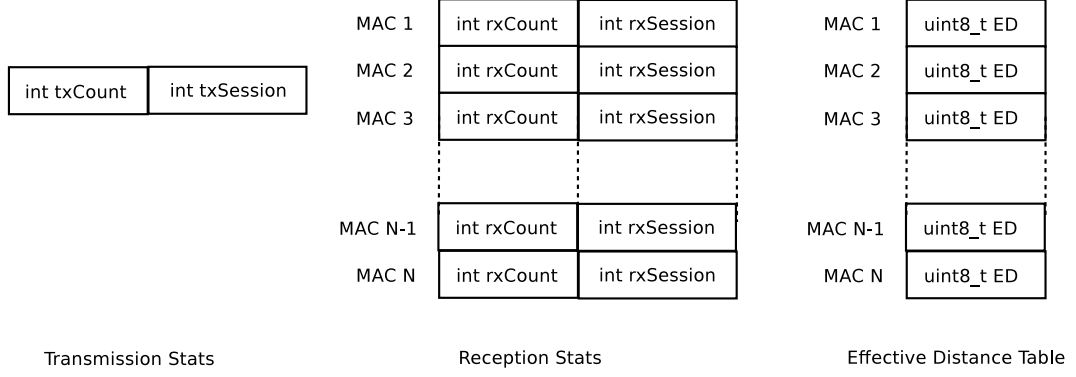 MAC 1 int rxCount int rxSession MAC 1 uint8_t ED
MAC 2 int rxCount int rxSession MAC 2 uint8_t ED
int txCount int txSession
MAC 3 int rxCount int rxSession MAC 3 uint8_t ED
MAC N-1 int rxCount int rxSession MAC N-1 uint8_t ED
MAC N int rxCount int rxSession MAC N uint8_t ED
Transmission Stats Reception Stats Effective Distance Table